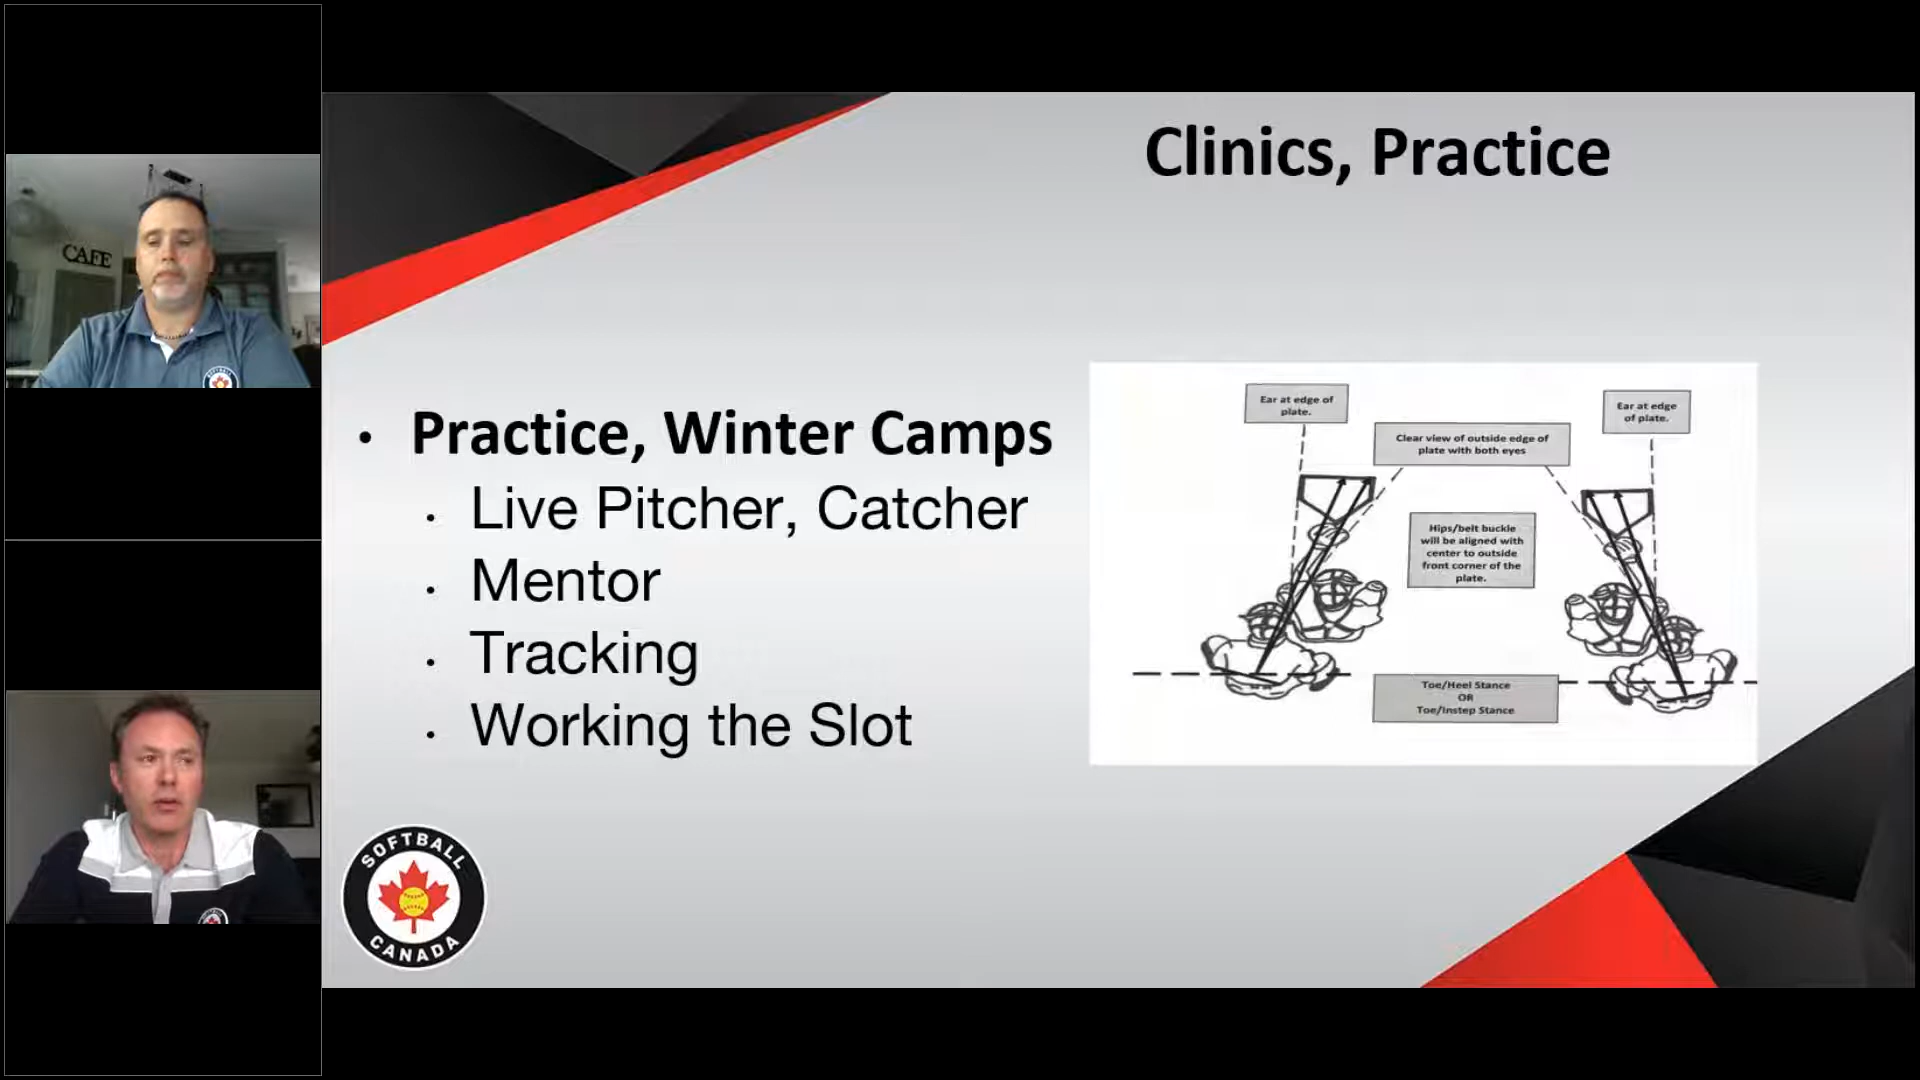 CAFE
Clinics, Practice
• Practice, Winter Camps
• Live Pitcher, Catcher
• Mentor
• Tracking
• Working the Slot
Ear at edge of
plate.
Clear view of outside edge of
plate with both eyes
Ear at edge
of plate.
Hips/belt buckle
will be aligned with
center to outside
front corner of the
plate.
Toe/Heel Stance
OR
Toe/Instep Stance
SOFTBALL
CANADA